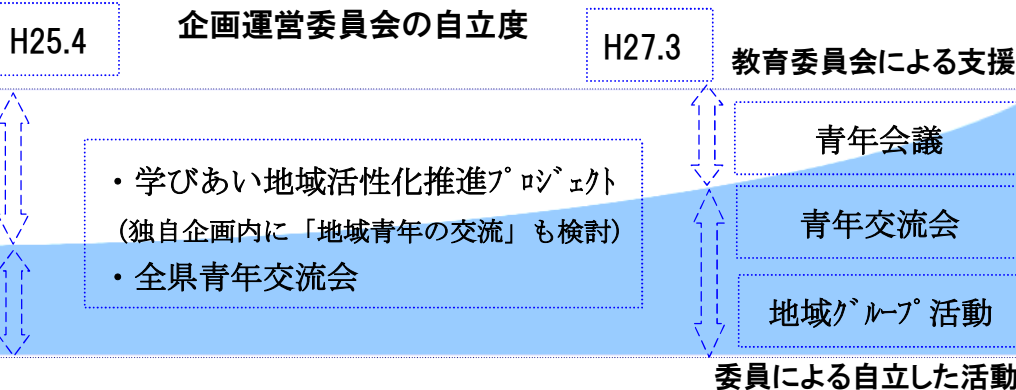 企画運営委員会の自立度
H25.4
H27.3
教育委員会による支援
・学びあい地域活性化推進ﾌﾟﾛｼﾞｪｸﾄ
(独自企画内に「地域青年の交流」も検討)
・全県青年交流会
青年会議
青年交流会
地域ｸﾞﾙｰﾌﾟ活動
委員による自立した活動